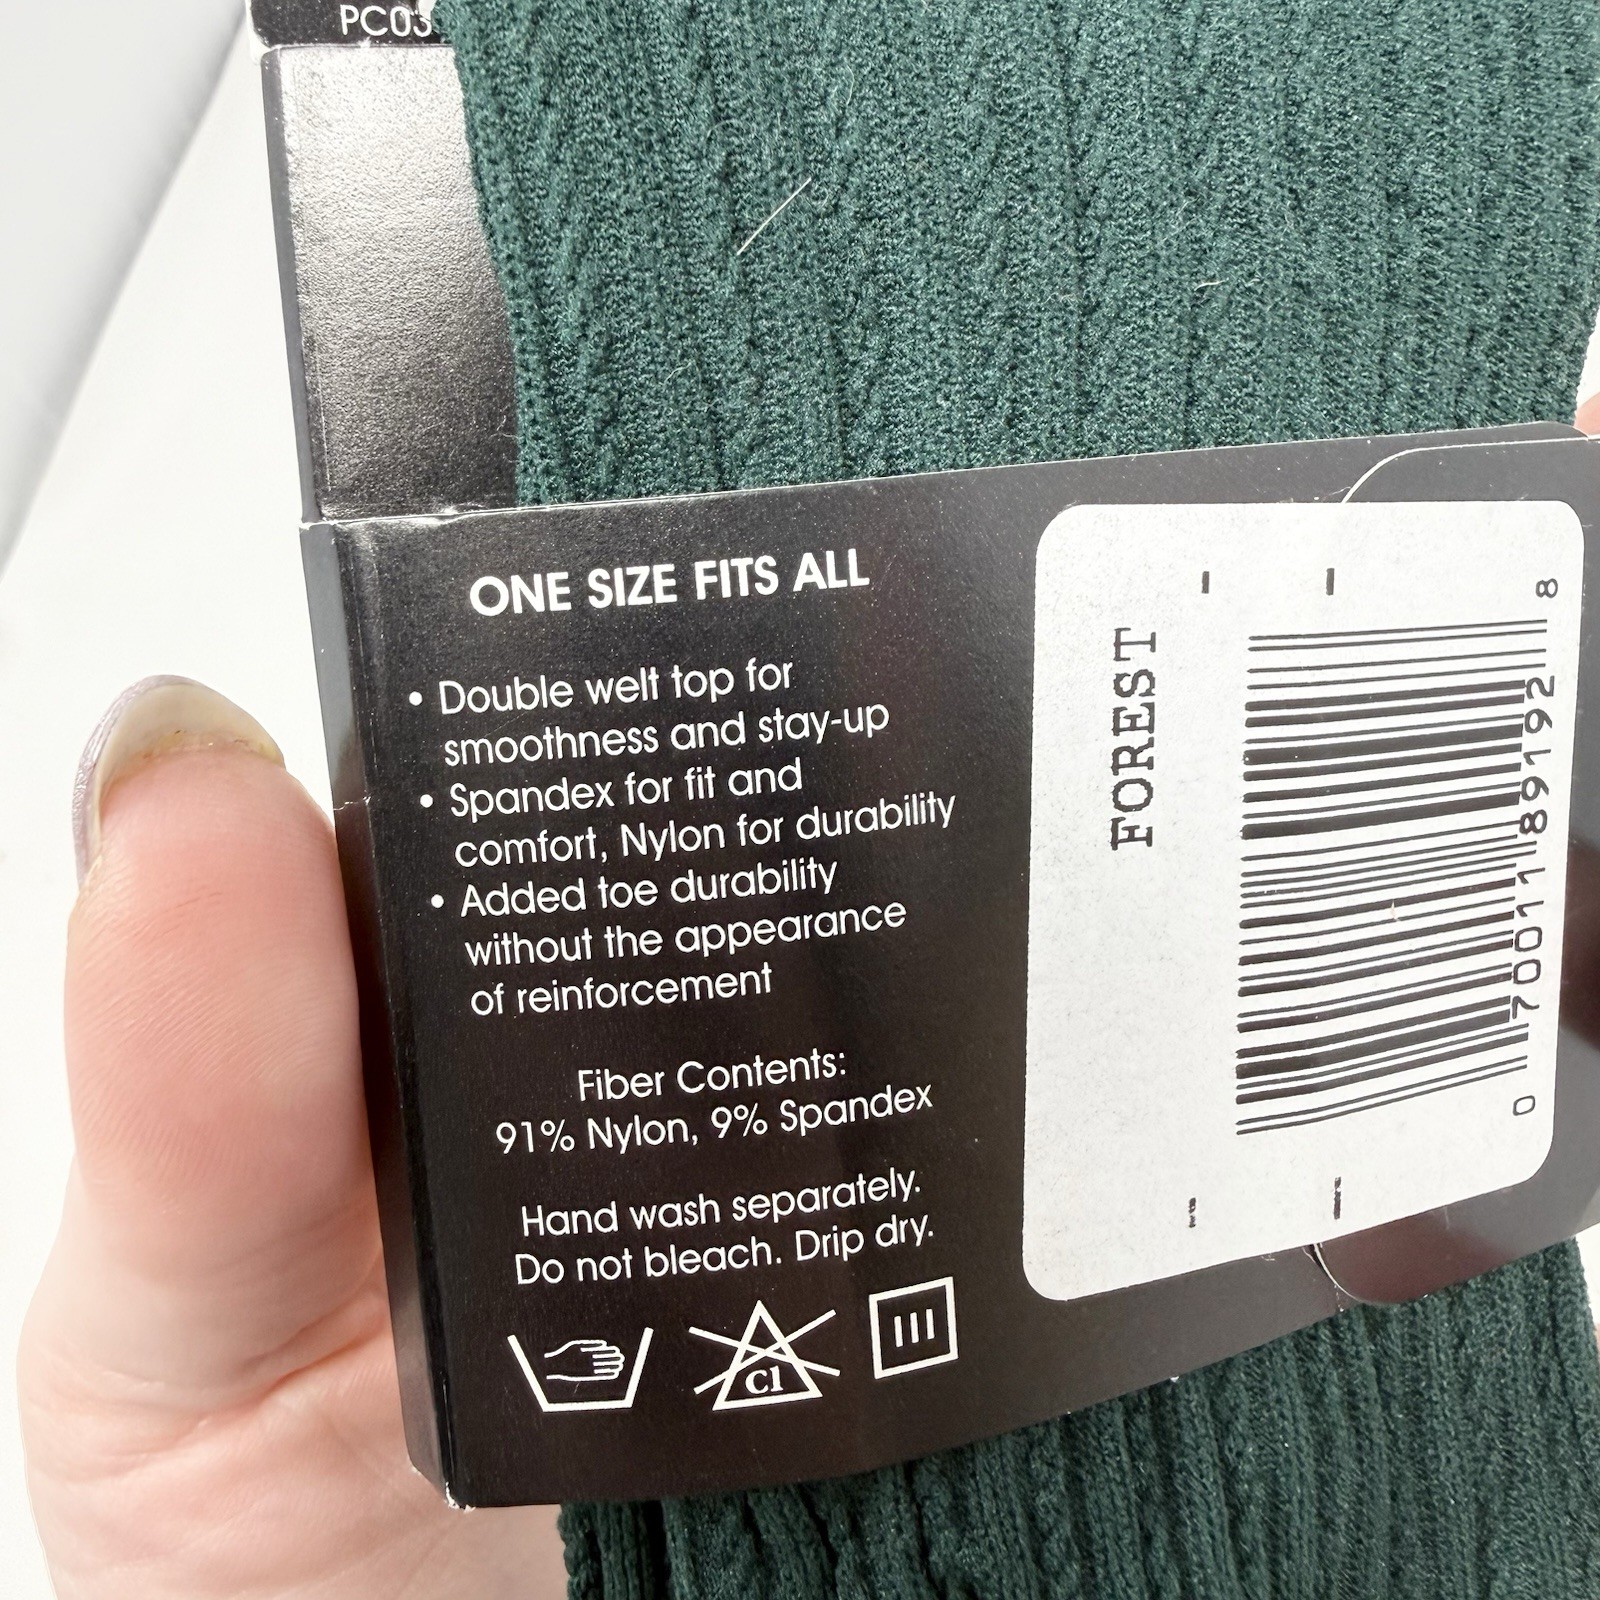 PC03
ONE SIZE FITS ALL
• Double welt top for
smoothness and stay-up
• Spandex for fit and
comfort, Nylon for durability
• Added toe durability
without the appearance
of reinforcement
Fiber Contents:
91% Nylon, 9% Spandex
Hand wash separately.
Do not bleach. Drip dry.
Cl
FOREST
0 70011 89192 8